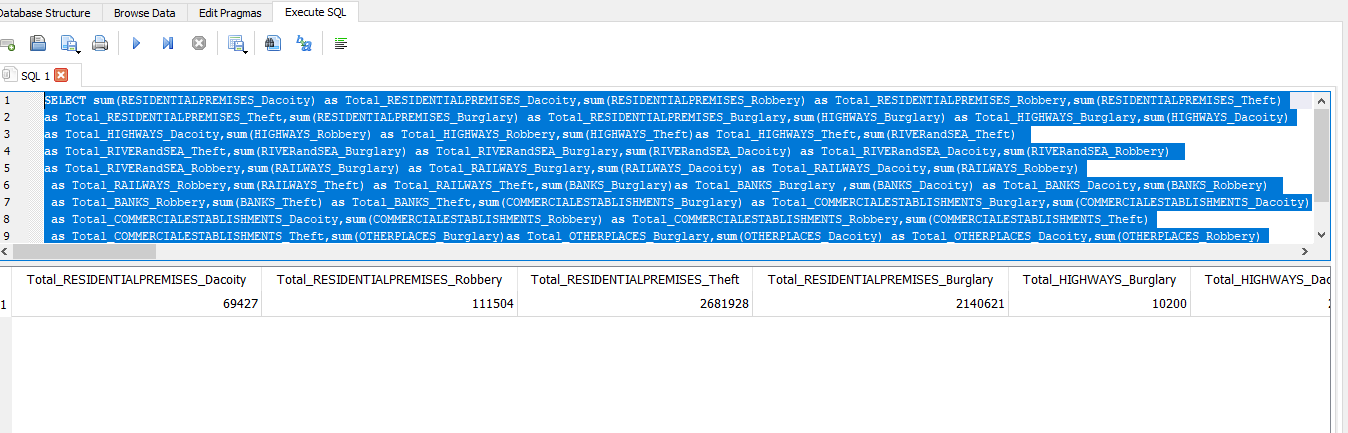 Database Structure Browse Data Edit Pragmas Execute SQL
SQL 1
1 SELECT sum(RESIDENTIALPREMISES_Dacoity) as Total_RESIDENTIALPREMISES_Dacoity,sum(RESIDENTIALPREMISES_Robbery) as Total_RESIDENTIALPREMISES_Robbery,sum(RESIDENTIALPREMISES_Theft)
2 as Total_RESIDENTIALPREMISES_Theft,sum(RESIDENTIALPREMISES_Burglary) as Total_RESIDENTIALPREMISES_Burglary,sum(HIGHWAYS_Burglary) as Total_HIGHWAYS_Burglary,sum(HIGHWAYS_Dacoity)
3 as Total_HIGHWAYS_Dacoity,sum(HIGHWAYS_Robbery) as Total_HIGHWAYS_Robbery,sum(HIGHWAYS_Theft)as Total_HIGHWAYS_Theft,sum(RIVERandSEA_Theft)
4 as Total_RIVERandSEA_Theft,sum(RIVERandSEA_Burglary) as Total_RIVERandSEA_Burglary,sum(RIVERandSEA_Dacoity) as Total_RIVERandSEA_Dacoity,sum(RIVERandSEA_Robbery)
5 as Total_RIVERandSEA_Robbery,sum(RAILWAYS_Burglary) as Total_RAILWAYS_Burglary,sum(RAILWAYS_Dacoity) as Total_RAILWAYS_Dacoity,sum(RAILWAYS_Robbery)
6 as Total_RAILWAYS_Robbery,sum(RAILWAYS_Theft) as Total_RAILWAYS_Theft,sum(BANKS_Burglary)as Total_BANKS_Burglary ,sum(BANKS_Dacoity) as Total_BANKS_Dacoity,sum(BANKS_Robbery)
7 as Total_BANKS_Robbery,sum(BANKS_Theft) as Total_BANKS_Theft,sum(COMMERCIALESTABLISHMENTS_Burglary) as Total_COMMERCIALESTABLISHMENTS_Burglary,sum(COMMERCIALESTABLISHMENTS_Dacoity)
8 as Total_COMMERCIALESTABLISHMENTS_Dacoity,sum(COMMERCIALESTABLISHMENTS_Robbery) as Total_COMMERCIALESTABLISHMENTS_Robbery,sum(COMMERCIALESTABLISHMENTS_Theft)
9 as Total_COMMERCIALESTABLISHMENTS_Theft,sum(OTHERPLACES_Burglary)as Total_OTHERPLACES_Burglary,sum(OTHERPLACES_Dacoity) as Total_OTHERPLACES_Dacoity,sum(OTHERPLACES_Robbery)
Total_RESIDENTIALPREMISES_Dacoity Total_RESIDENTIALPREMISES_Robbery Total_RESIDENTIALPREMISES_Theft Total_RESIDENTIALPREMISES_Burglary Total_HIGHWAYS_Burglary Total_HIGHWAYS_Dac
1 69427 111504 2681928 2140621 10200